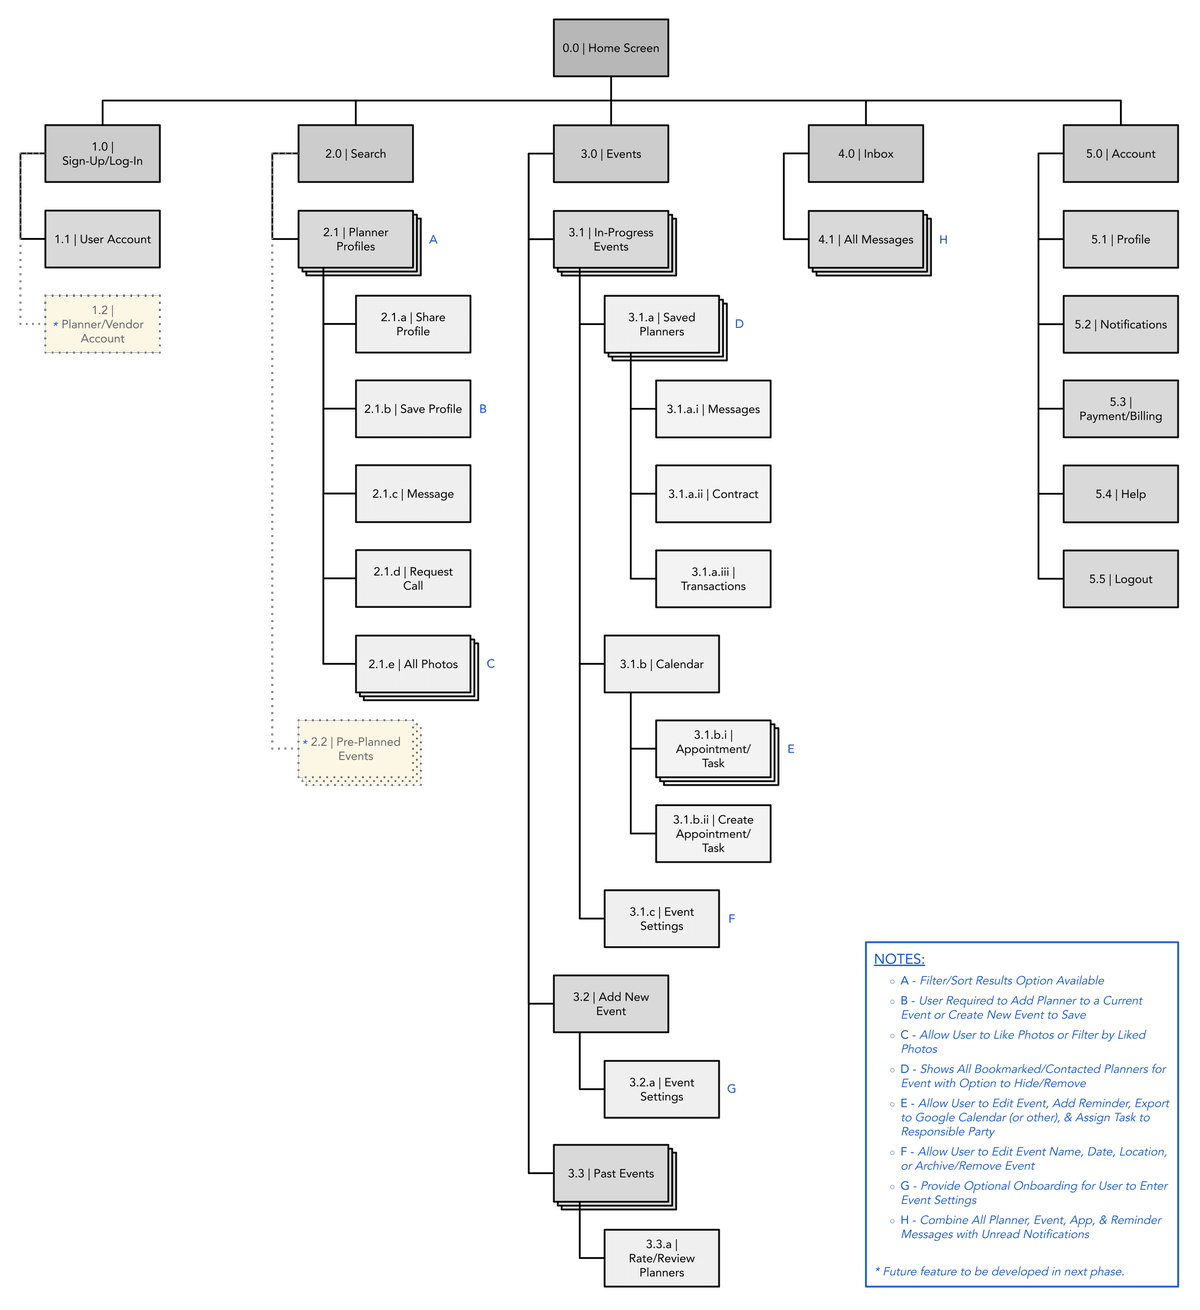 0.0 | Home Screen
1.0 |
Sign-Up/Log-In
1.1 | User Account
1.2 |
* Planner/Vendor
Account
2.0 | Search
2.1 | Planner
Profiles
A
2.1.a | Share
Profile
2.1.b | Save Profile
B
2.1.c | Message
2.1.d | Request
Call
2.1.e | All Photos
C
* 2.2 | Pre-Planned
Events
3.0 | Events
3.1 | In-Progress
Events
3.1.a | Saved
Planners
D
3.1.a.i | Messages
3.1.a.ii | Contract
3.1.a.iii |
Transactions
3.1.b | Calendar
3.1.b.i |
Appointment/
Task
E
3.1.b.ii | Create
Appointment/
Task
3.1.c | Event
Settings
F
3.2 | Add New
Event
3.2.a | Event
Settings
G
3.3 | Past Events
3.3.a |
Rate/Review
Planners
4.0 | Inbox
4.1 | All Messages
H
5.0 | Account
5.1 | Profile
5.2 | Notifications
5.3 |
Payment/Billing
5.4 | Help
5.5 | Logout
NOTES:
A - Filter/Sort Results Option Available
B - User Required to Add Planner to a Current
Event or Create New Event to Save
C - Allow User to Like Photos or Filter by Liked
Photos
D - Shows All Bookmarked/Contacted Planners for
Event with Option to Hide/Remove
E - Allow User to Edit Event, Add Reminder, Export
to Google Calendar (or other), & Assign Task to
Responsible Party
F - Allow User to Edit Event Name, Date, Location,
or Archive/Remove Event
G - Provide Optional Onboarding for User to Enter
Event Settings
H - Combine All Planner, Event, App, & Reminder
Messages with Unread Notifications
* Future feature to be developed in next phase.